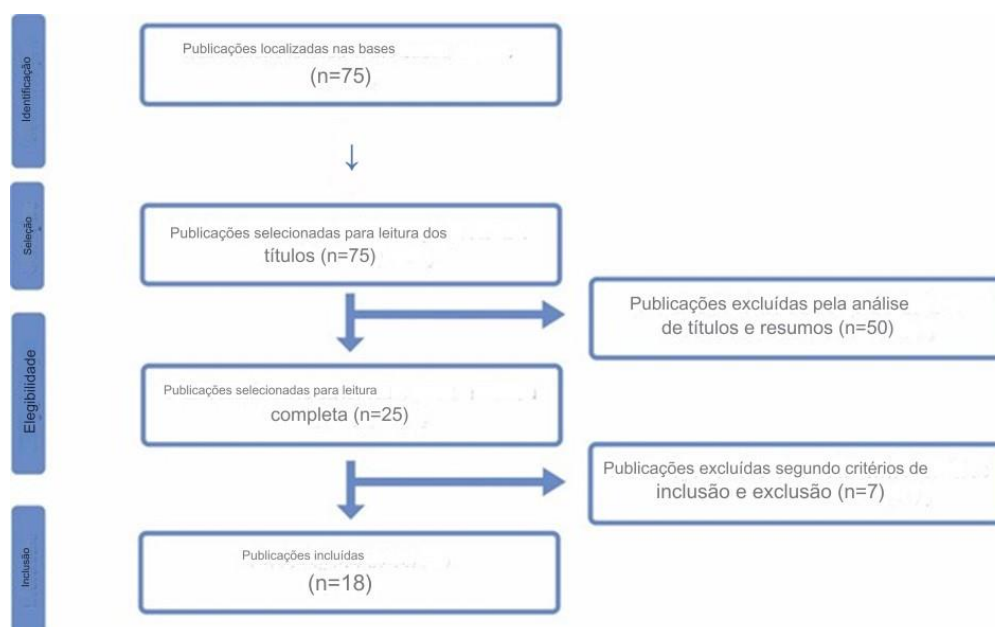 Identificação
Publicações localizadas nas bases
(n=75)
Seleção
Publicações selecionadas para leitura dos
títulos (n=75)
Publicações excluídas pela análise
de títulos e resumos (n=50)
Elegibilidade
Publicações selecionadas para leitura
completa (n=25)
Publicações excluídas segundo critérios de
inclusão e exclusão (n=7)
Inclusão
Publicações incluídas
(n=18)